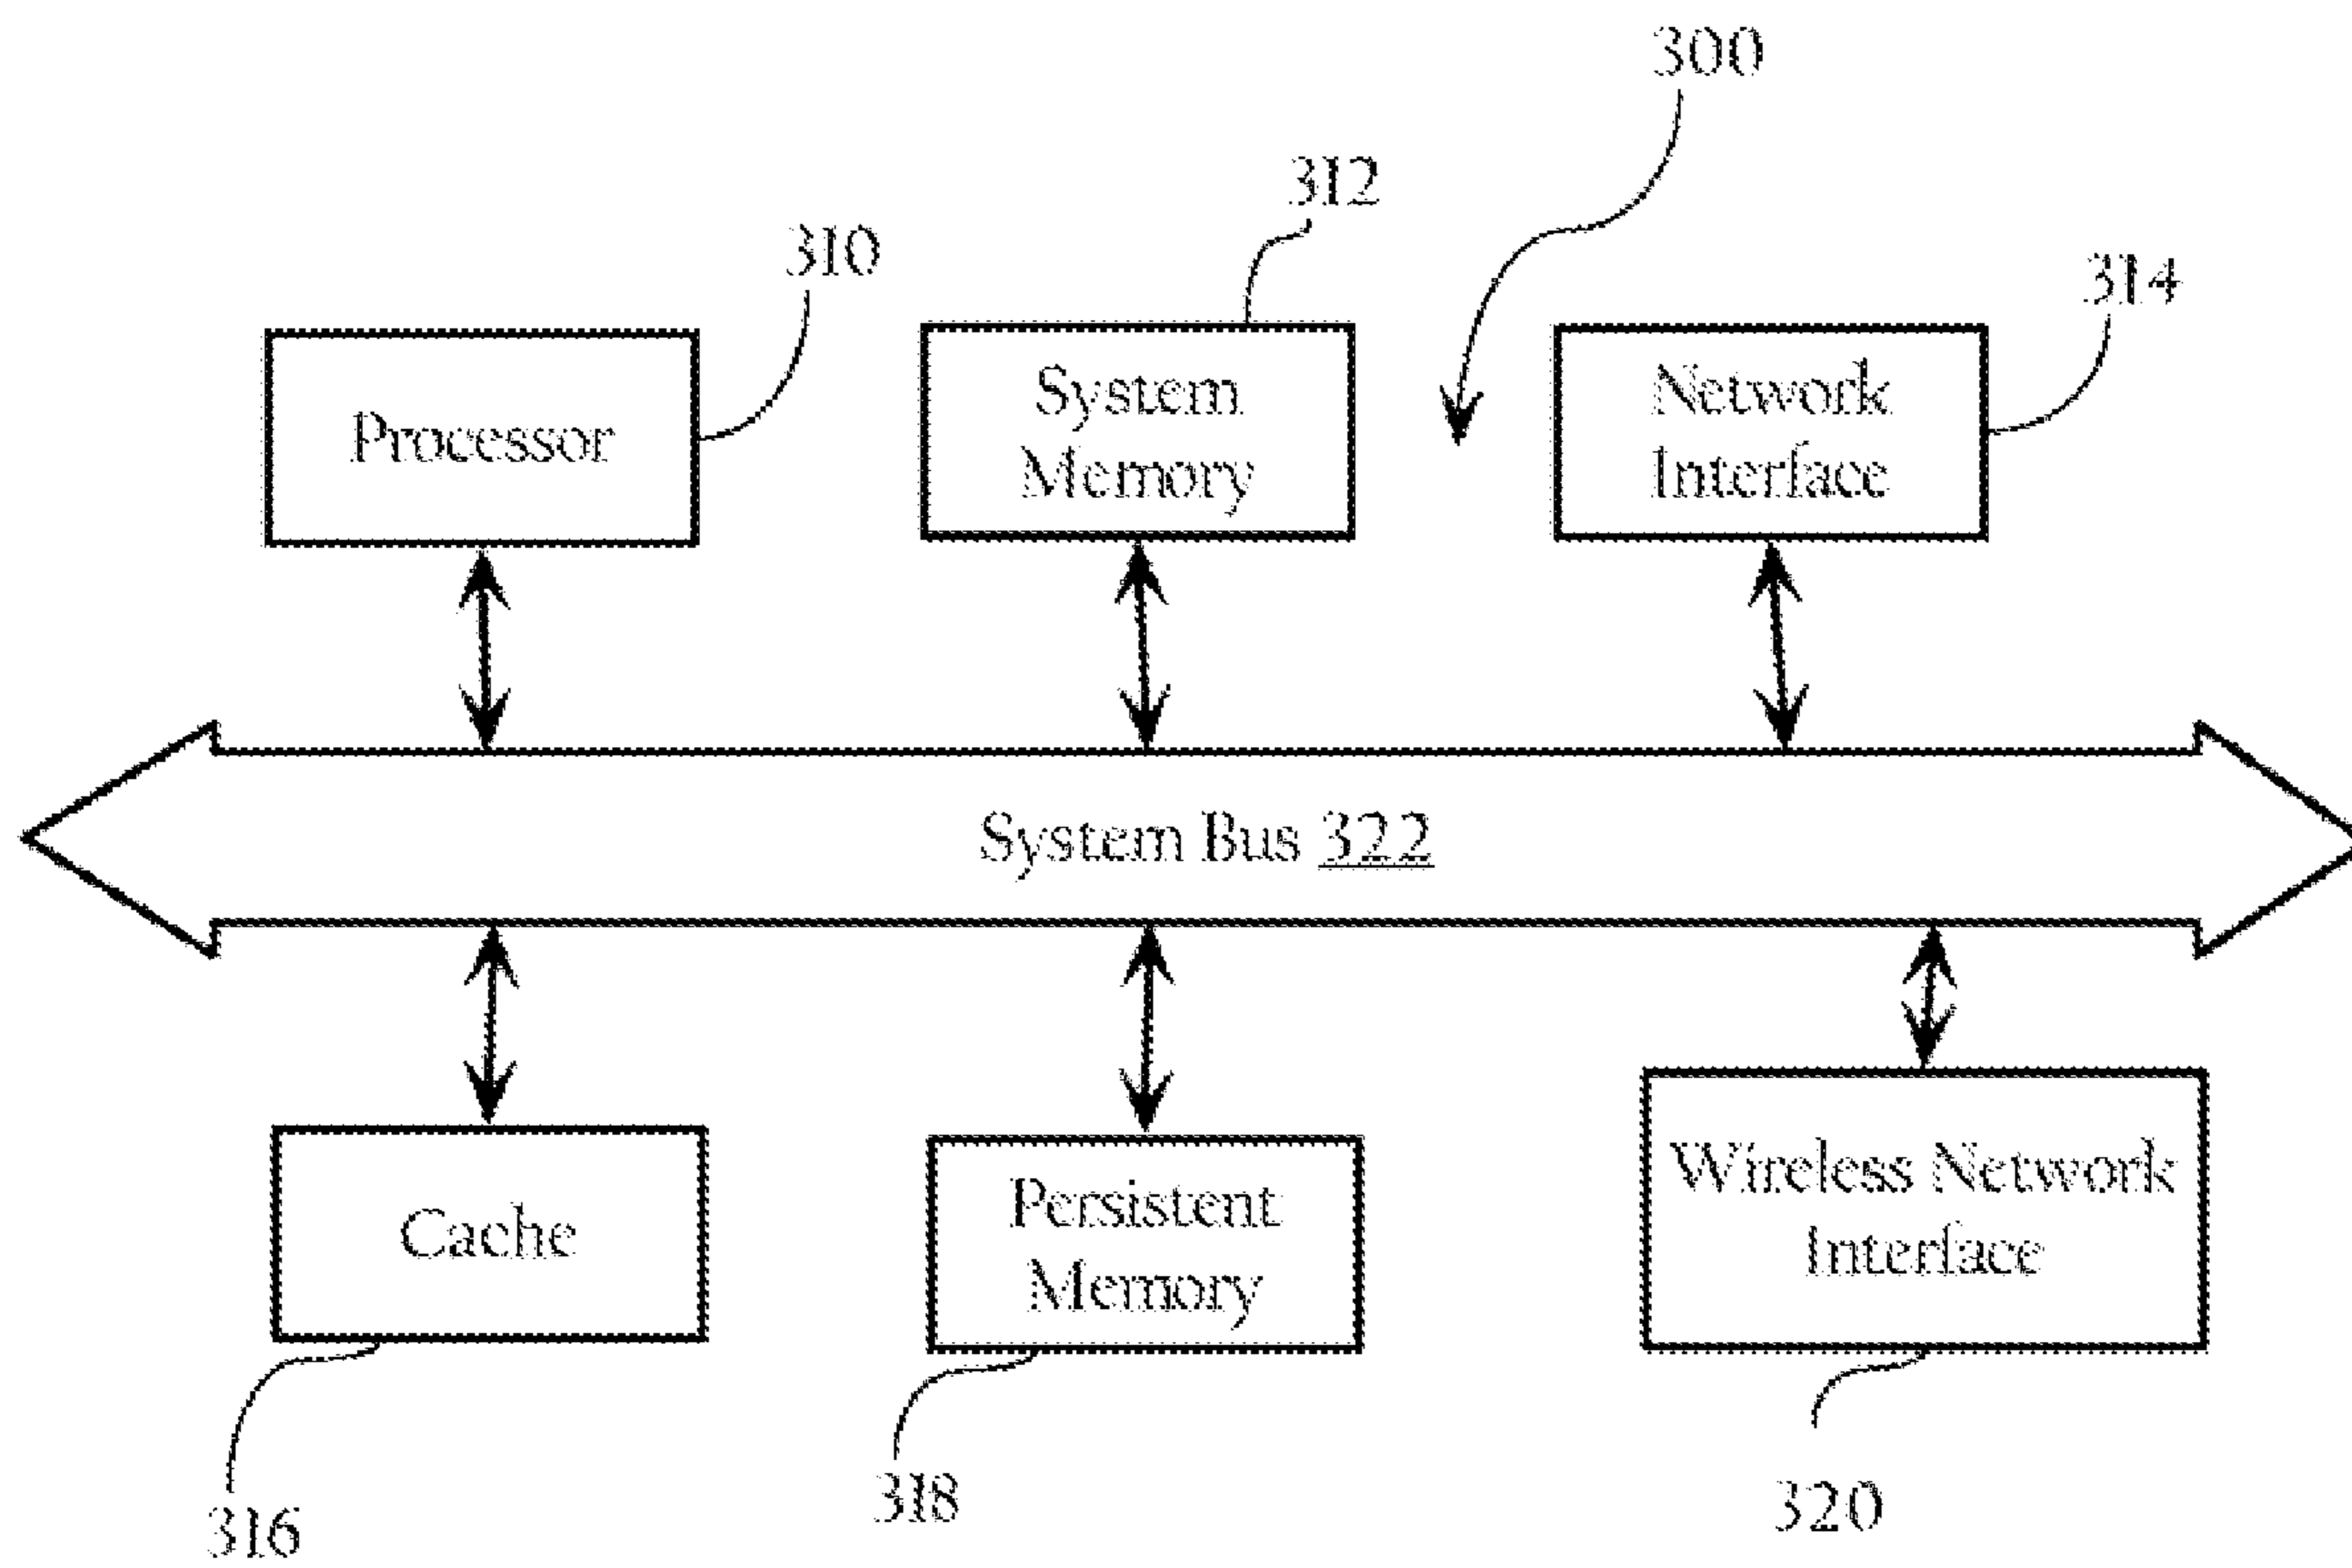 300
312
310
314
Processor
System
Memory
Network
Interface
System Bus 322
Cache
Persistent
Memory
Wireless Network
Interface
316
318
320